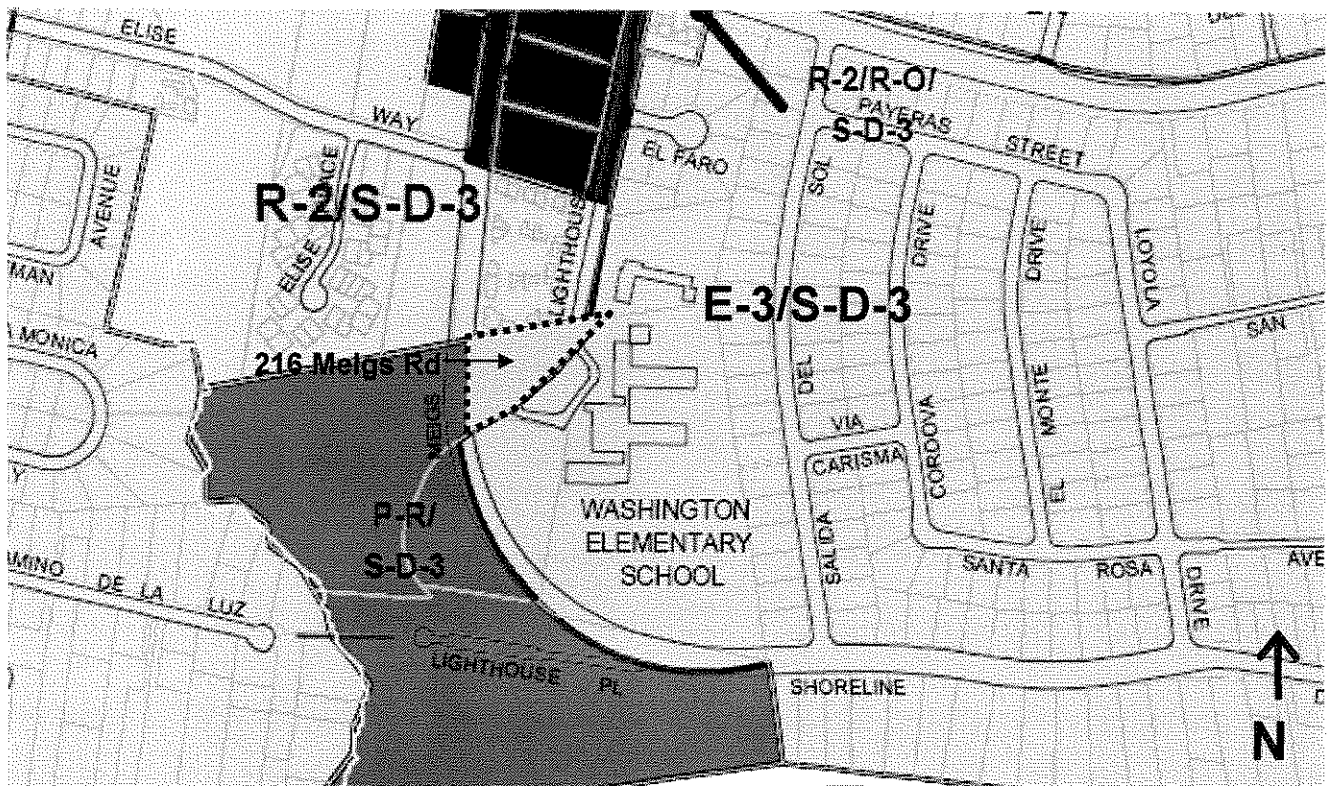 ELISE
WAY
R-2/R-O/
S-D-3
PAYERAS
STREET
EL FARO
SOL
ELISE PLACE
R-2/S-D-3
AVENUE
LIGHTHOUSE
DRIVE
DRIVE
LOYOLA
E-3/S-D-3
SAN
MONICA
216 Meigs Rd
MEIGS
DEL
VIA
CARISMA
CORDOVA
EL MONTE
WASHINGTON
ELEMENTARY
SCHOOL
P-R/
S-D-3
SALIDA
SANTA ROSA AVE
DRIVE
AMINO DE LA LUZ
LIGHTHOUSE PL
SHORELINE
N